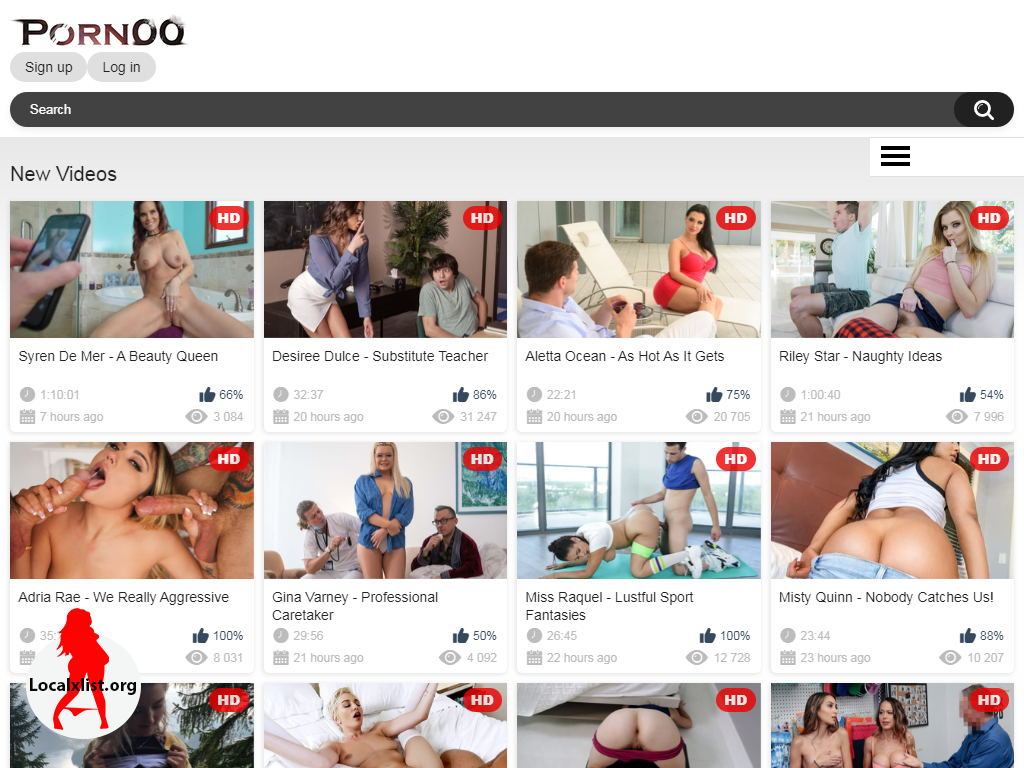 PORNOQ
Sign up Log in
Search
New Videos
HD HD HD HD
Syren De Mer - A Beauty Queen
1:10:01 66%
7 hours ago 3 084
Desiree Dulce - Substitute Teacher
32:37 86%
20 hours ago 31 247
Aletta Ocean - As Hot As It Gets
22:21 75%
20 hours ago 20 705
Riley Star - Naughty Ideas
1:00:40 54%
21 hours ago 7 996
HD HD HD HD
Adria Rae - We Really Aggressive
35: 100%
8 031
Gina Varney - Professional
Caretaker
29:56 50%
21 hours ago 4 092
Miss Raquel - Lustful Sport
Fantasies
26:45 100%
22 hours ago 12 728
Misty Quinn - Nobody Catches Us!
23:44 88%
23 hours ago 10 207
Localxlist.org
HD HD HD HD